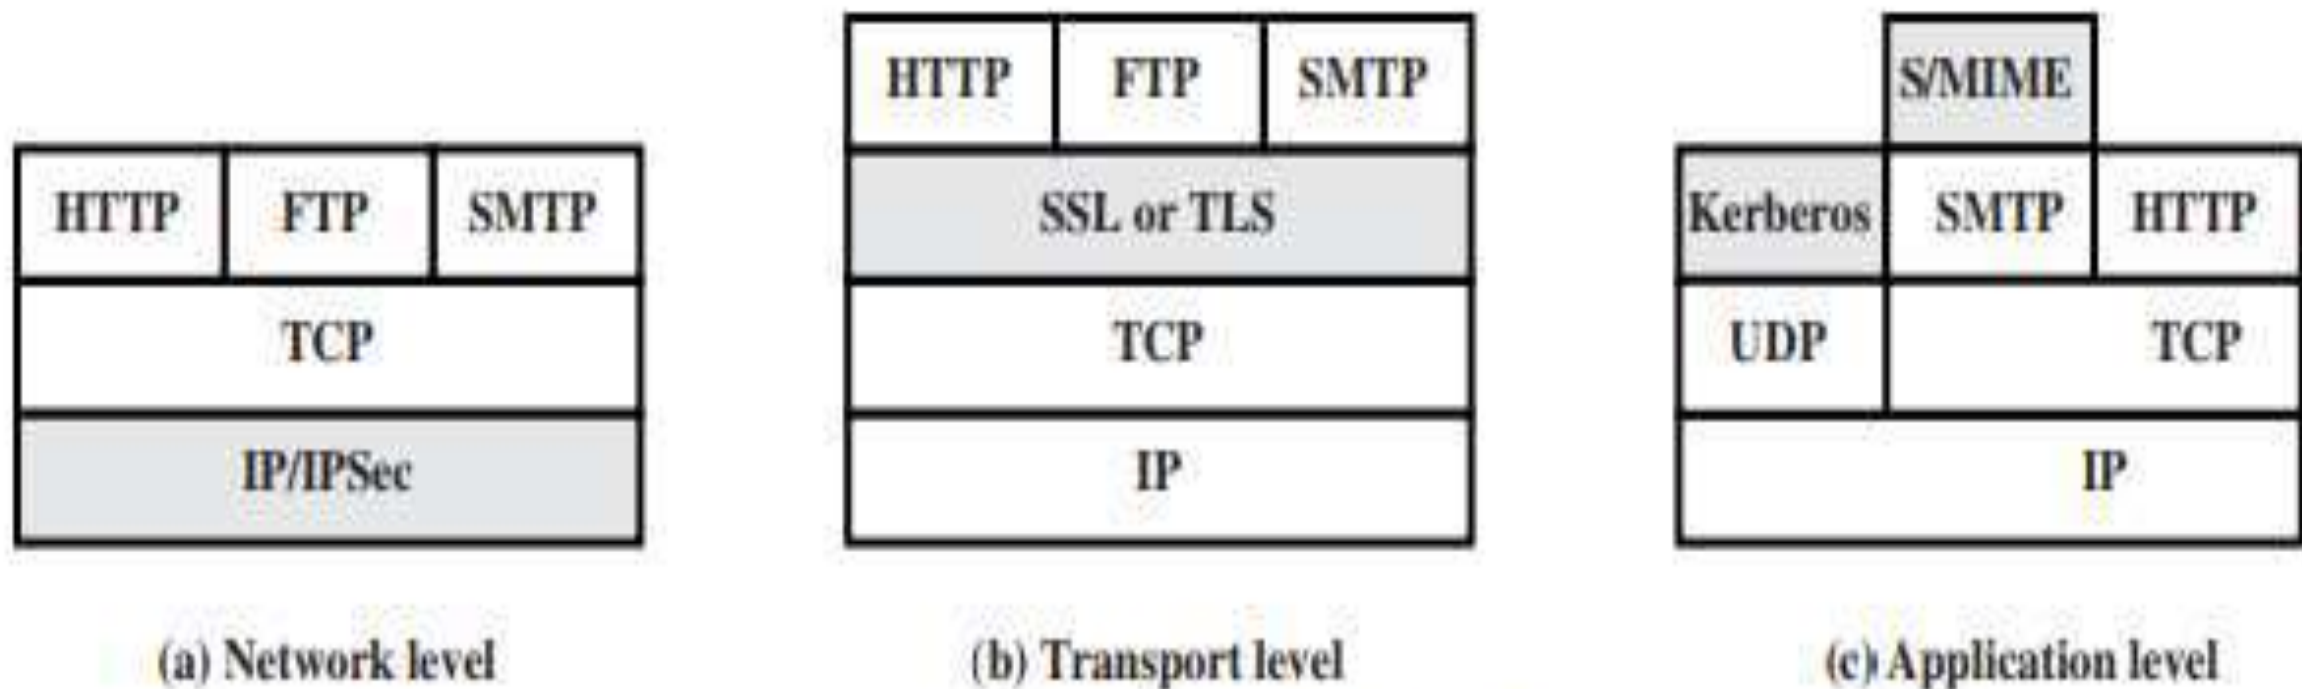 HTTP FTP SMTP
TCP
IP/IPSec
(a) Network level
HTTP FTP SMTP
SSL or TLS
TCP
IP
(b) Transport level
S/MIME
Kerberos SMTP HTTP
UDP TCP
IP
(c) Application level